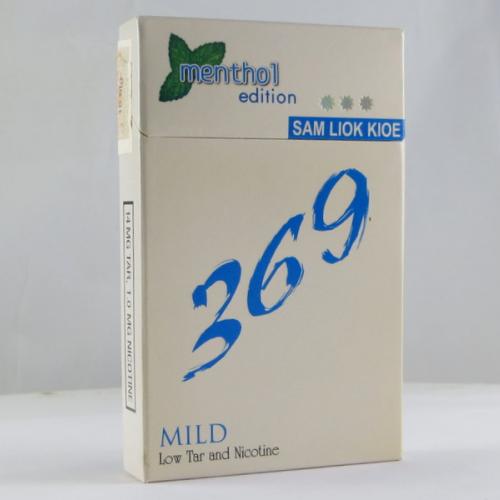 menthol
edition
SAM LIOK KIOE
369
MILD
Low Tar and Nicotine
14 MG TAR, 1.0 MG NICOTINE